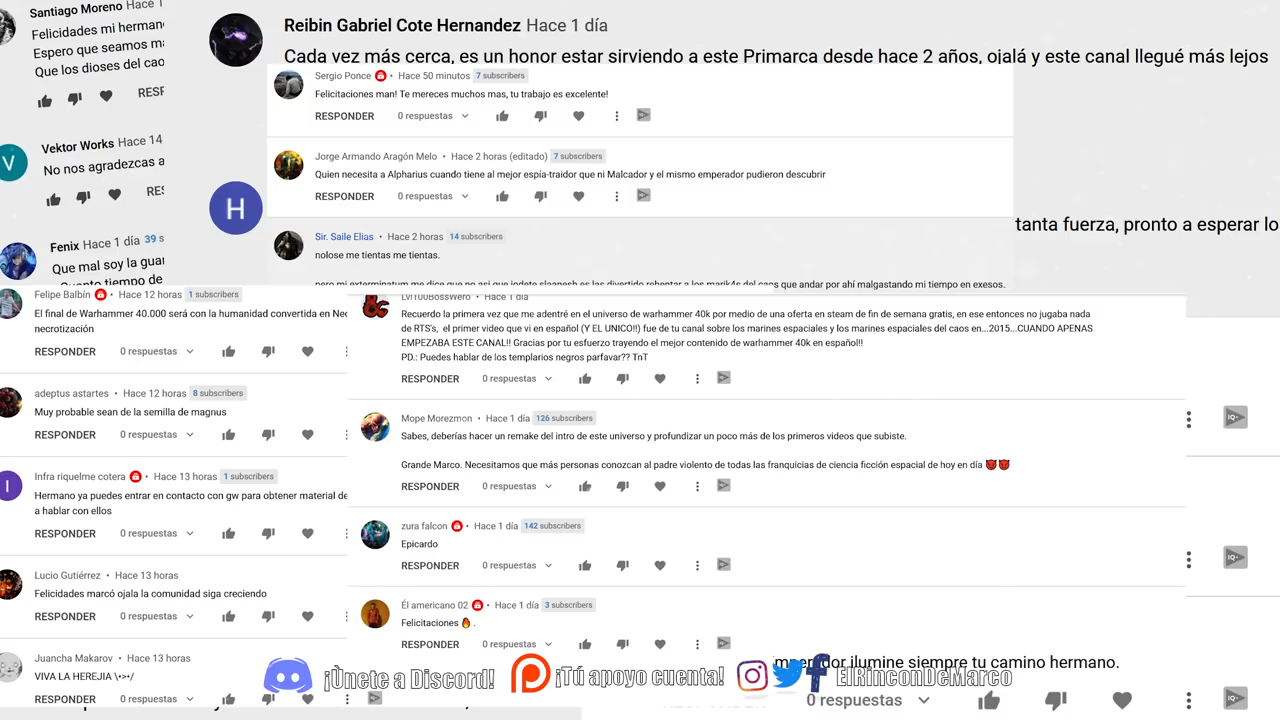 Santiago Moreno Hace 1
Felicidades mi herman
Espero que seamos má
Que los dioses del cao
RESP
Vektor Works Hace 14
No nos agradezcas a
RES
Fenix Hace 1 día 39 s
Que mal soy la guar
Cuanto tiempo de
Reibin Gabriel Cote Hernandez Hace 1 día
Cada vez más cerca, es un honor estar sirviendo a este Primarca desde hace 2 años, ojalá y este canal llegué más lejos
Sergio Ponce • Hace 50 minutos 7 subscribers
Felicitaciones man! Te mereces muchos mas, tu trabajo es excelente!
RESPONDER 0 respuestas
Jorge Armando Aragón Melo • Hace 2 horas (editado) 7 subscribers
Quien necesita a Alpharius cuando tiene al mejor espía-traidor que ni Malcador y el mismo emperador pudieron descubrir
RESPONDER 0 respuestas
H
tanta fuerza, pronto a esperar lo
Sir. Saile Elias • Hace 2 horas 14 subscribers
nolose me tientas me tientas.
pero mi exterminatum me dice que no asi que jodete slaanesh es las divertido rebentar a los marik4s del caos que andar por ahí malgastando mi tiempo en exesos.
Felipe Balbín • Hace 12 horas 1 subscribers
El final de Warhammer 40.000 será con la humanidad convertida en Nec
necrotización
RESPONDER 0 respuestas
adeptus astartes • Hace 12 horas 8 subscribers
Muy probable sean de la semilla de magnus
RESPONDER 0 respuestas
Infra riquelme cotera • Hace 13 horas 1 subscribers
Hermano ya puedes entrar en contacto con gw para obtener material de
a hablar con ellos
RESPONDER 0 respuestas
Lucio Gutiérrez • Hace 13 horas
Felicidades marcó ojala la comunidad siga creciendo
RESPONDER 0 respuestas
Juancha Makarov • Hace 13 horas
VIVA LA HEREJIA \•>•/
RESPONDER 0 respuestas
LviTo0BossWero • Hace 1 día
Recuerdo la primera vez que me adentré en el universo de warhammer 40k por medio de una oferta en steam de fin de semana gratis, en ese entonces no jugaba nada
de RTS's, el primer video que vi en español (Y EL UNICO!!) fue de tu canal sobre los marines espaciales y los marines espaciales del caos en...2015...CUANDO APENAS
EMPEZABA ESTE CANAL!! Gracias por tu esfuerzo trayendo el mejor contenido de warhammer 40k en español!!
PD.: Puedes hablar de los templarios negros parfavar?? TnT
RESPONDER 0 respuestas
Mope Morezmon • Hace 1 día 126 subscribers
Sabes, deberías hacer un remake del intro de este universo y profundizar un poco más de los primeros videos que subiste.
Grande Marco. Necesitamos que más personas conozcan al padre violento de todas las franquicias de ciencia ficción espacial de hoy en día 👿👿
RESPONDER 0 respuestas
zura falcon • Hace 1 día 142 subscribers
Epicardo
RESPONDER 0 respuestas
Él americano 02 • Hace 1 día 3 subscribers
Felicitaciones 🔥 .
RESPONDER 0 respuestas
ilumine siempre tu camino hermano.
¡Únete a Discord! ¡Tú apoyo cuenta! ElRinconDeMarco
0 respuestas